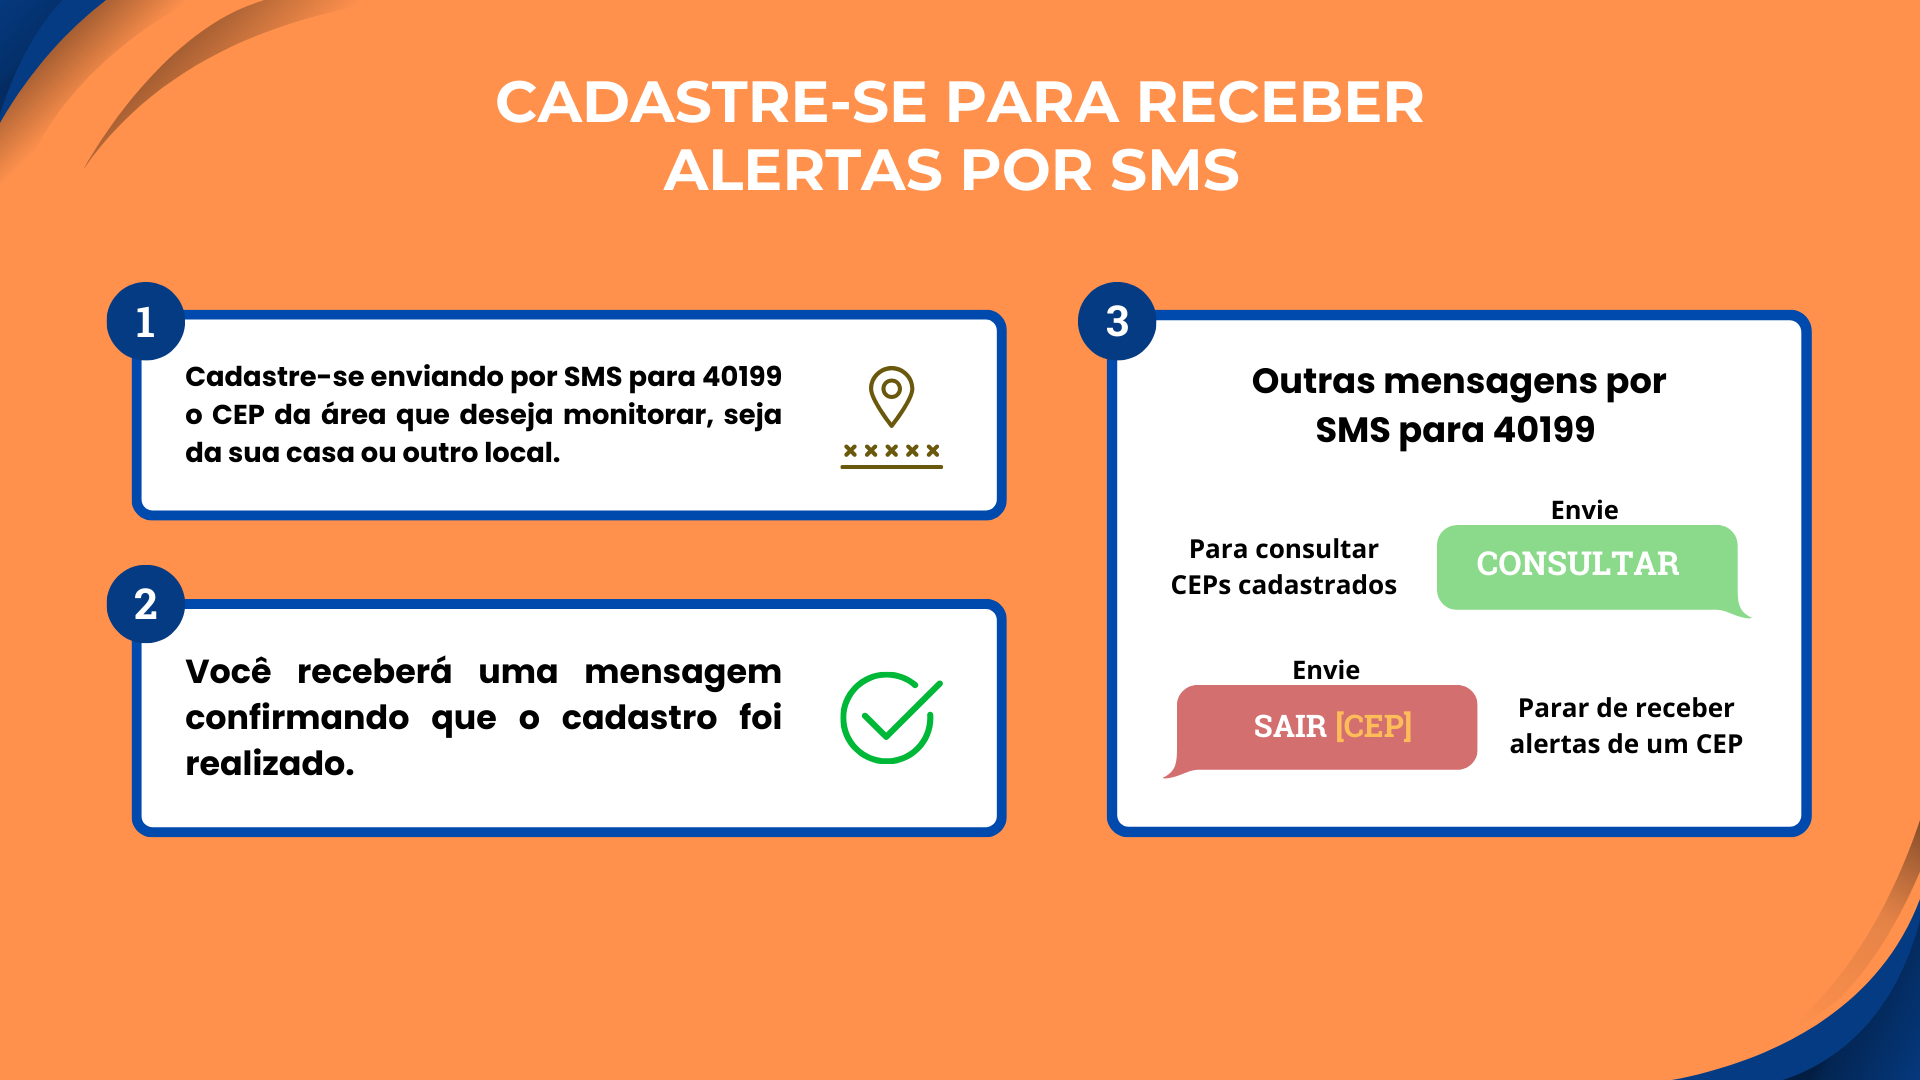 CADASTRE-SE PARA RECEBER
ALERTAS POR SMS
1
Cadastre-se enviando por SMS para 40199
o CEP da área que deseja monitorar, seja
da sua casa ou outro local.
2
Você receberá uma mensagem
confirmando que o cadastro foi
realizado.
3
Outras mensagens por
SMS para 40199
Para consultar
CEPs cadastrados
Envie
CONSULTAR
Envie
SAIR [CEP]
Parar de receber
alertas de um CEP